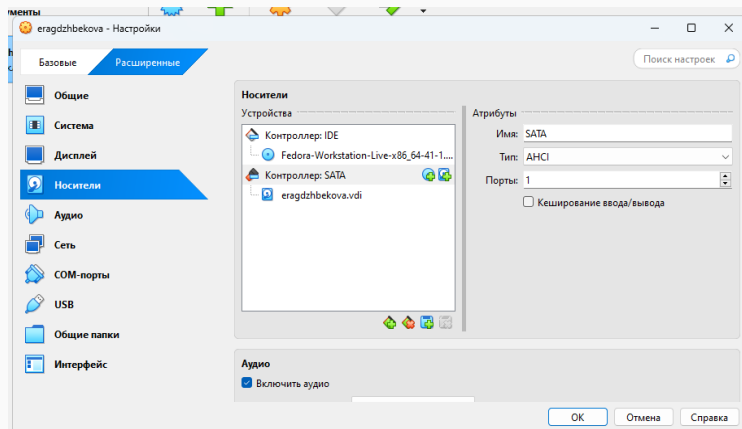 ументы
eragdzhbekova - Настройки
Базовые
Расширенные
Поиск настроек
Общие
Система
Дисплей
Носители
Аудио
Сеть
COM-порты
USB
Общие папки
Интерфейс
Носители
Устройства
Контроллер: IDE
Fedora-Workstation-Live-x86_64-41-1....
Контроллер: SATA
eragdzhbekova.vdi
Атрибуты
Имя: SATA
Тип: AHCI
Порты: 1
Кеширование ввода/вывода
Аудио
Включить аудио
OK
Отмена
Справка